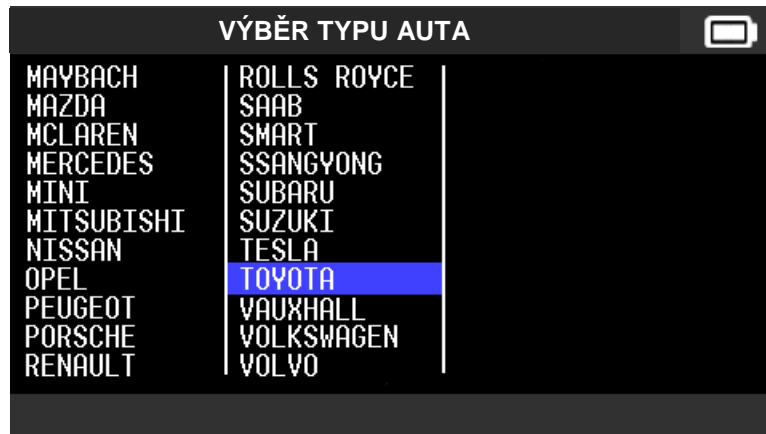 VÝBĚR TYPU AUTA
MAYBACH
MAZDA
MCLAREN
MERCEDES
MINI
MITSUBISHI
NISSAN
OPEL
PEUGEOT
PORSCHE
RENAULT
ROLLS ROYCE
SAAB
SMART
SSANGYONG
SUBARU
SUZUKI
TESLA
TOYOTA
VAUXHALL
VOLKSWAGEN
VOLVO